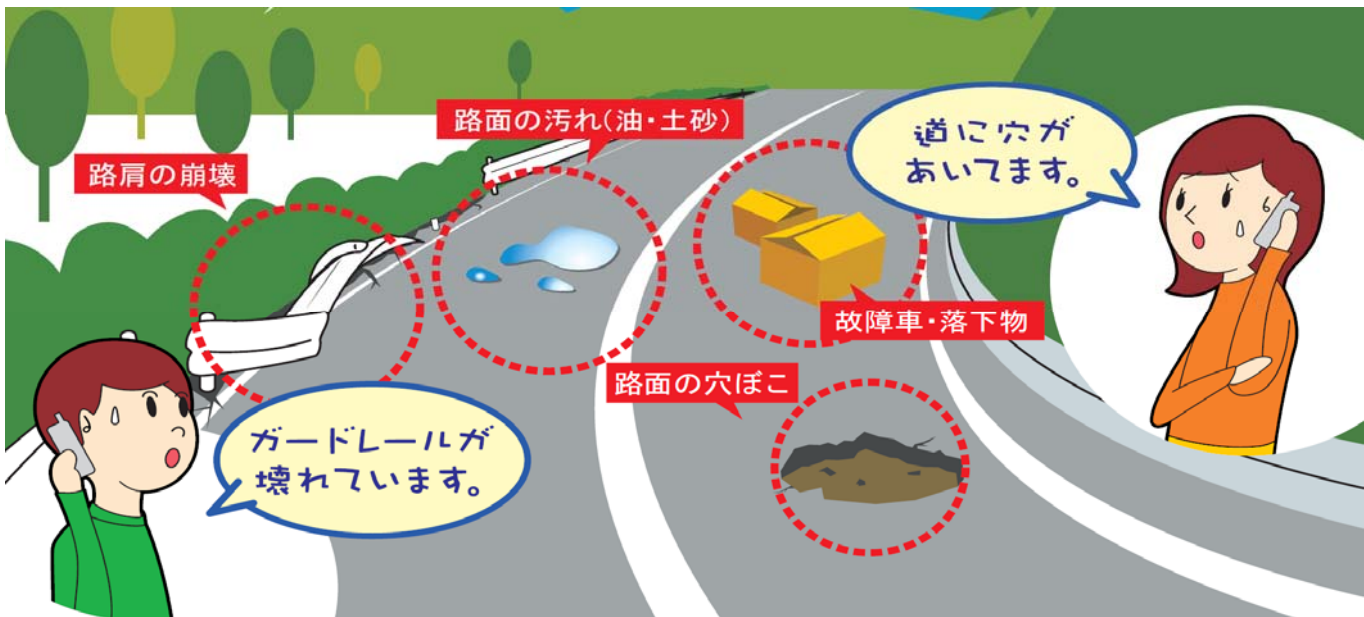 路面の汚れ(油・土砂)
道に穴が
あいてます。
路肩の崩壊
故障車・落下物
路面の穴ぼこ
ガードレールが
壊れています。